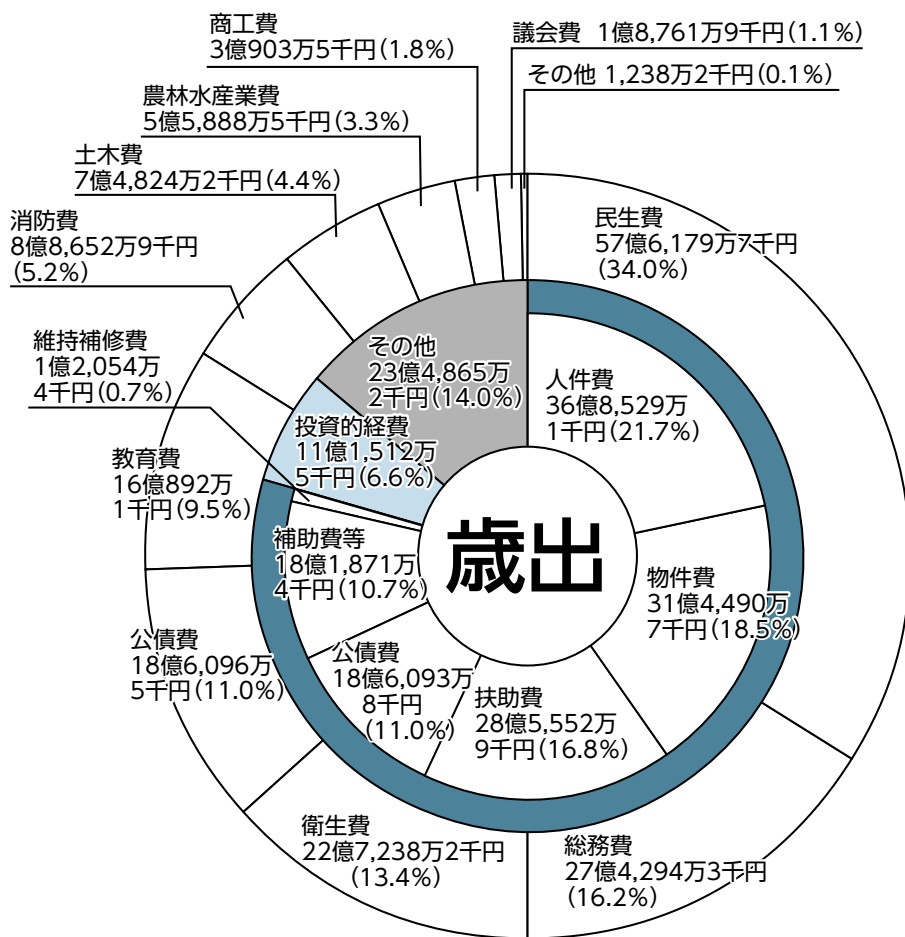 商工費
3億903万5千円(1.8%)
議会費 1億8,761万9千円(1.1%)
その他 1,238万2千円(0.1%)
農林水産業費
5億5,888万5千円(3.3%)
土木費
7億4,824万2千円(4.4%)
消防費
8億8,652万9千円
(5.2%)
民生費
57億6,179万7千円
(34.0%)
維持補修費
1億2,054万
4千円(0.7%)
その他
23億4,865万
2千円(14.0%)
人件費
36億8,529万
1千円(21.7%)
投資的経費
11億1,512万
5千円(6.6%)
教育費
16億892万
1千円(9.5%)
歳出
補助費等
18億1,871万
4千円(10.7%)
物件費
31億4,490万
7千円(18.5%)
公債費
18億6,096万
5千円(11.0%)
公債費
18億6,093万
8千円
(11.0%)
扶助費
28億5,552万
9千円(16.8%)
衛生費
22億7,238万2千円
(13.4%)
総務費
27億4,294万3千円
(16.2%)